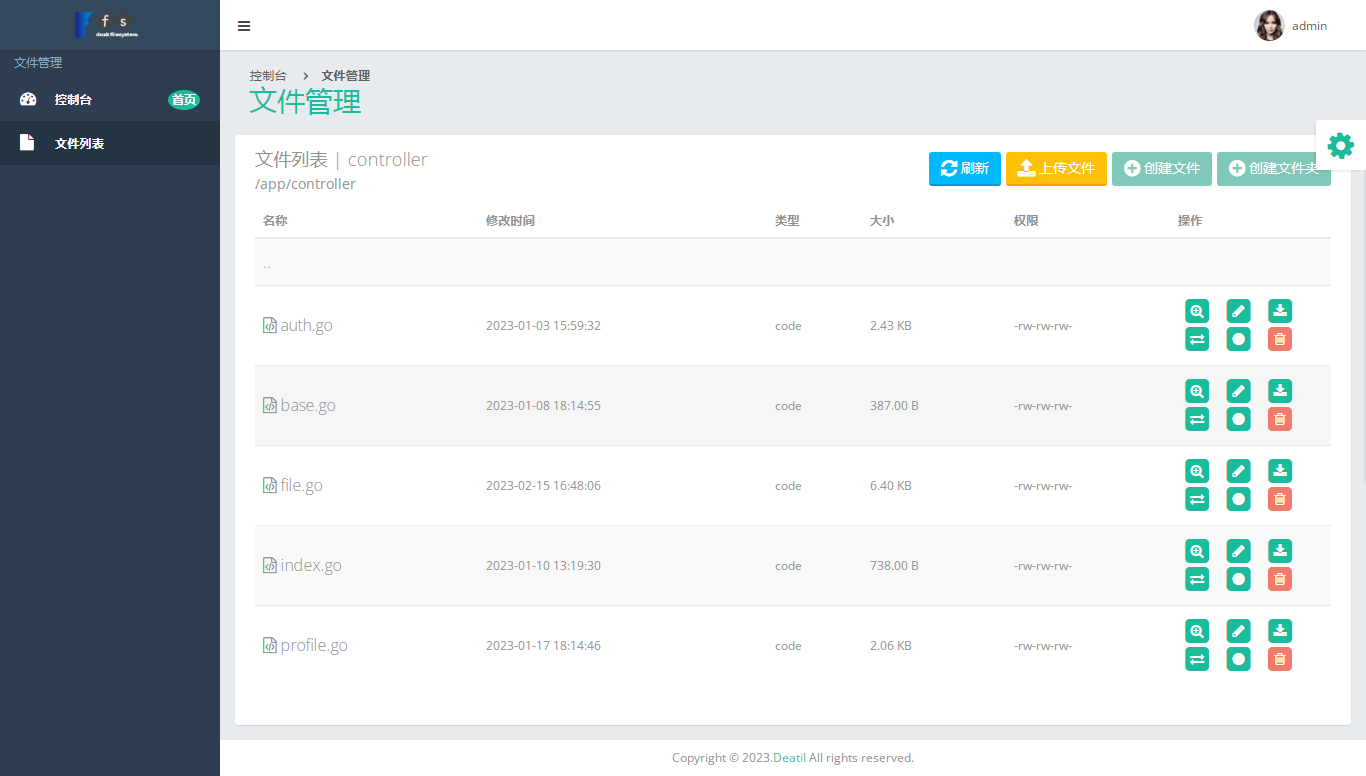 f s
deak filesystem
admin
文件管理
控制台 首页
文件列表
控制台 文件管理
文件管理
文件列表 | controller
/app/controller
刷新 上传文件 创建文件 创建文件夹
名称 修改时间 类型 大小 权限 操作
..
auth.go 2023-01-03 15:59:32 code 2.43 KB -rw-rw-rw-
base.go 2023-01-08 18:14:55 code 387.00 B -rw-rw-rw-
file.go 2023-02-15 16:48:06 code 6.40 KB -rw-rw-rw-
index.go 2023-01-10 13:19:30 code 738.00 B -rw-rw-rw-
profile.go 2023-01-17 18:14:46 code 2.06 KB -rw-rw-rw-
Copyright © 2023.Deatil All rights reserved.